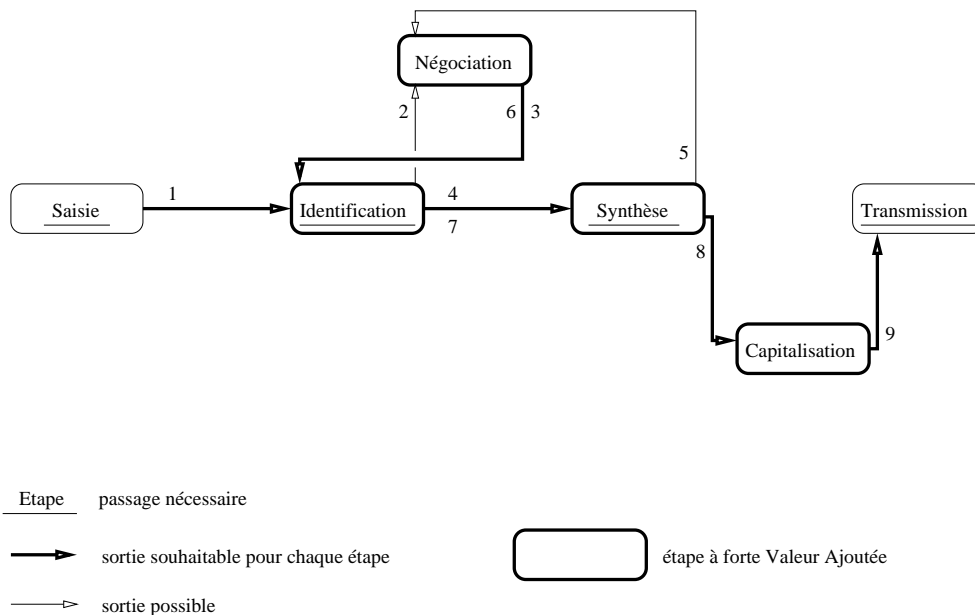 Négociation
2
6
3
5
1
4
Saisie
Identification
Synthèse
Transmission
7
8
9
Capitalisation
Etape
passage nécessaire
sortie souhaitable pour chaque étape
étape à forte Valeur Ajoutée
sortie possible